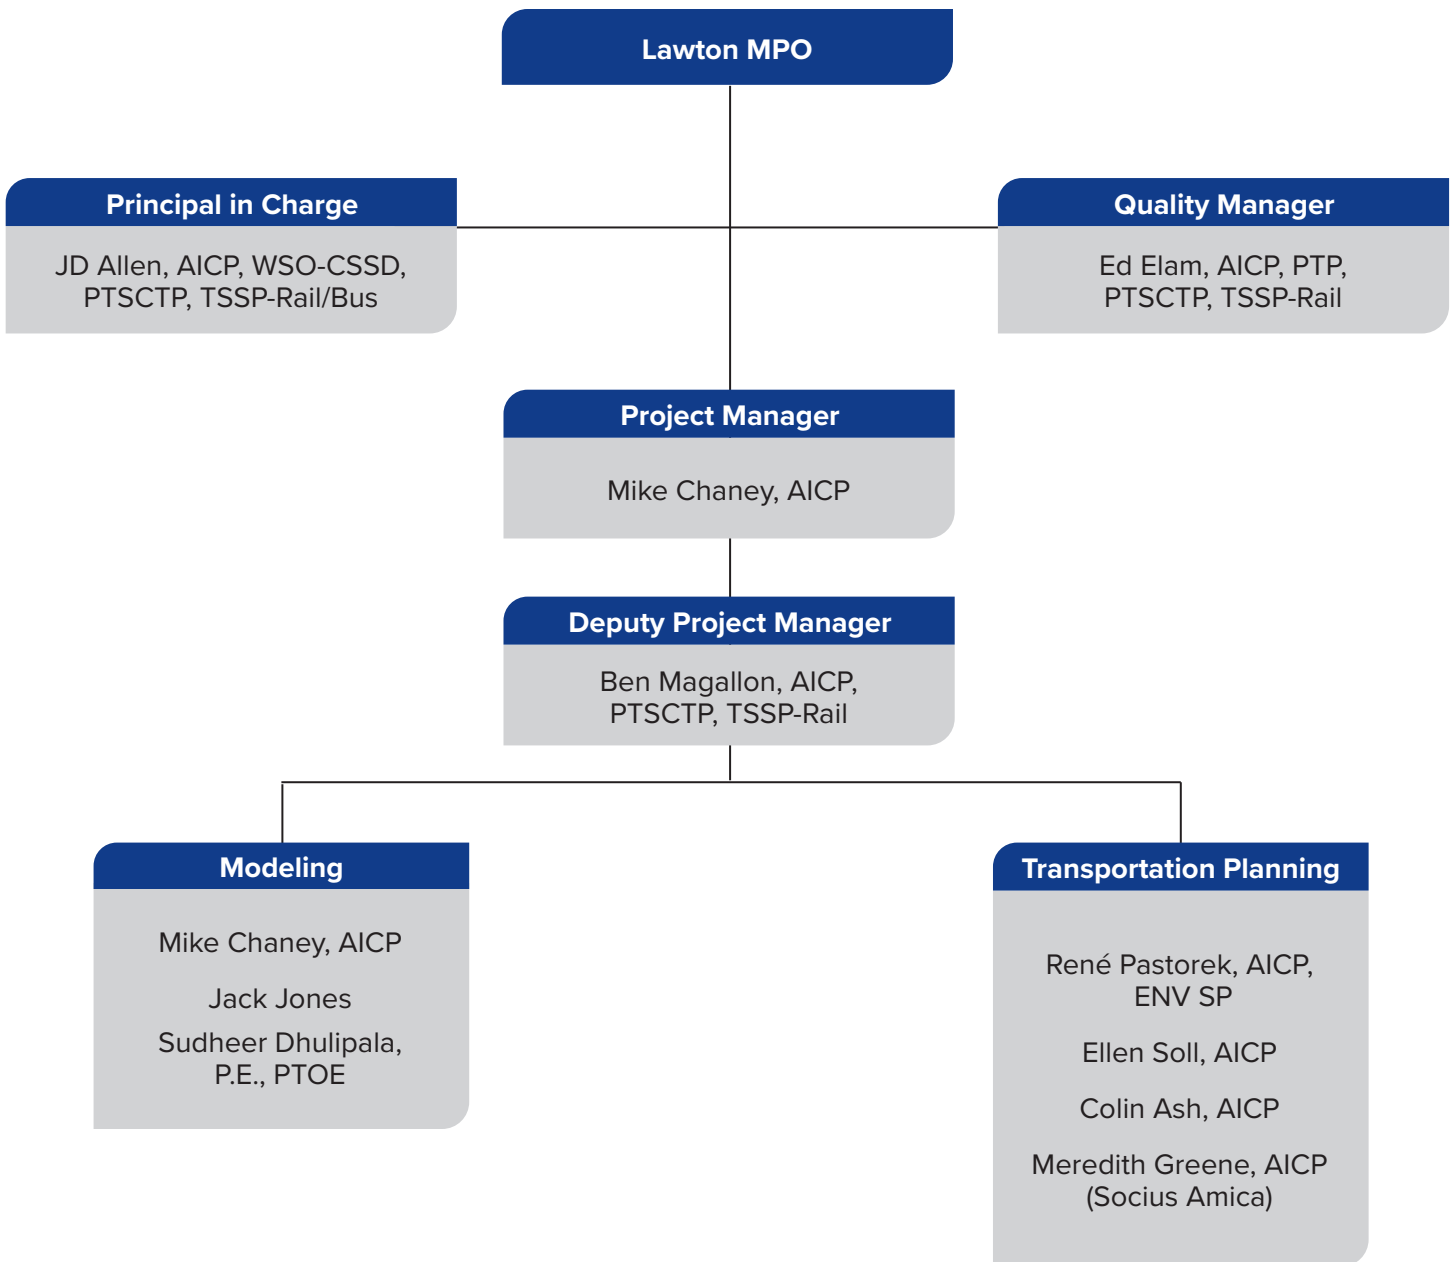 Lawton MPO
Principal in Charge
JD Allen, AICP, WSO-CSSD,
PTSCTP, TSSP-Rail/Bus
Quality Manager
Ed Elam, AICP, PTP,
PTSCTP, TSSP-Rail
Project Manager
Mike Chaney, AICP
Deputy Project Manager
Ben Magallon, AICP,
PTSCTP, TSSP-Rail
Modeling
Mike Chaney, AICP
Jack Jones
Sudheer Dhulipala,
P.E., PTOE
Transportation Planning
René Pastorek, AICP,
ENV SP
Ellen Soll, AICP
Colin Ash, AICP
Meredith Greene, AICP
(Socius Amica)